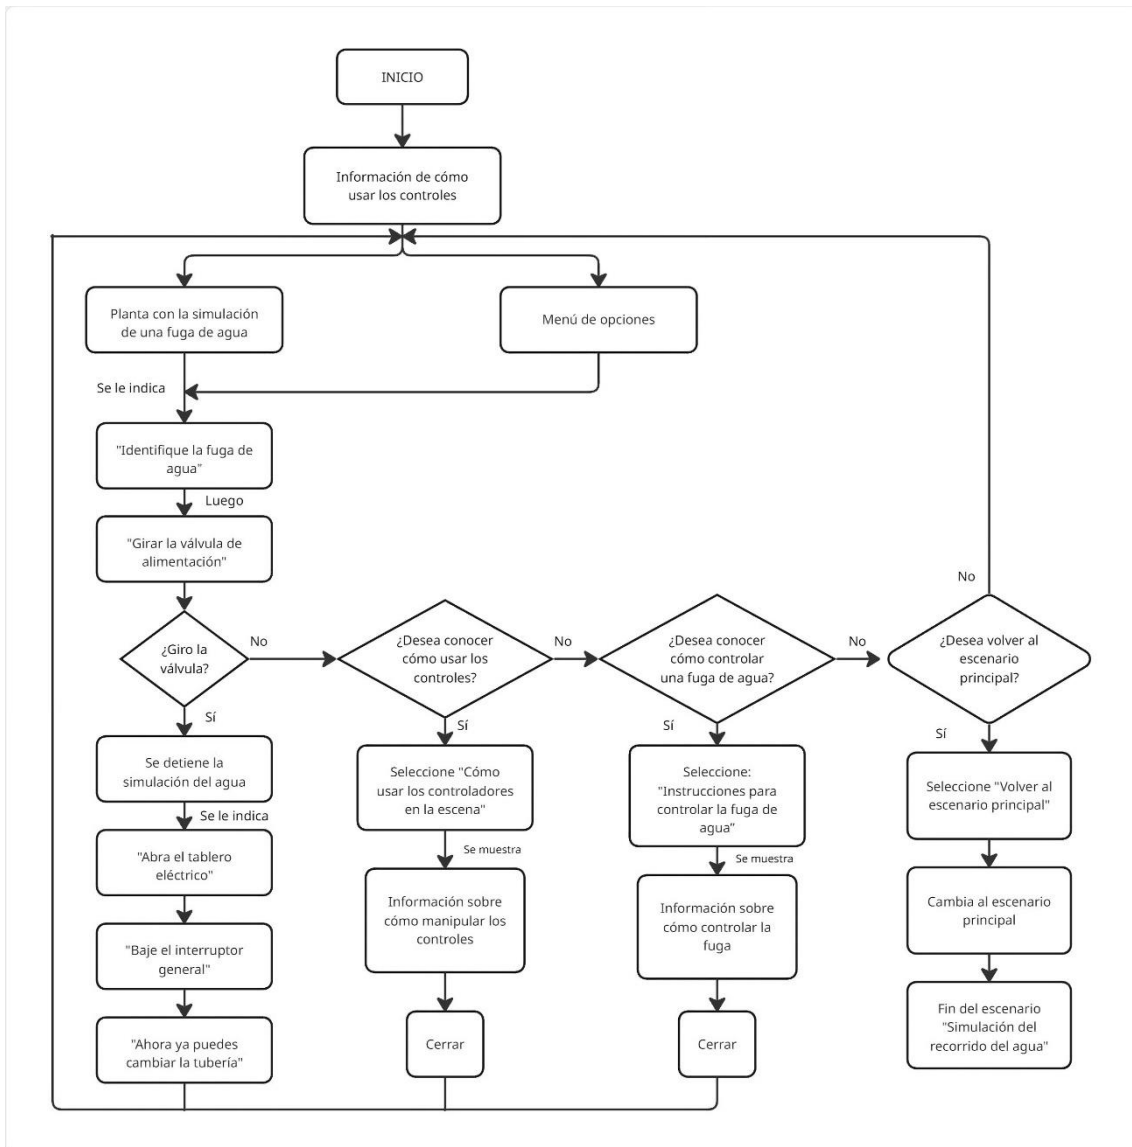 INICIO
Información de cómo
usar los controles
Planta con la simulación
de una fuga de agua
Menú de opciones
Se le indica
"Identifique la fuga de
agua"
Luego
"Girar la válvula de
alimentación"
¿Giro la
válvula?
No
¿Desea conocer
cómo usar los
controles?
No
¿Desea conocer
cómo controlar
una fuga de agua?
No
¿Desea volver al
escenario
principal?
No
Sí
Se detiene la
simulación del agua
Se le indica
"Abra el tablero
eléctrico"
"Baje el interruptor
general"
"Ahora ya puedes
cambiar la tubería"
Sí
Seleccione "Cómo
usar los controladores
en la escena"
Se muestra
Información sobre
cómo manipular los
controles
Cerrar
Sí
Seleccione:
"Instrucciones para
controlar la fuga de
agua"
Se muestra
Información sobre
cómo controlar la
fuga
Cerrar
Sí
Seleccione "Volver al
escenario principal"
Cambia al escenario
principal
Fin del escenario
"Simulación del
recorrido del agua"